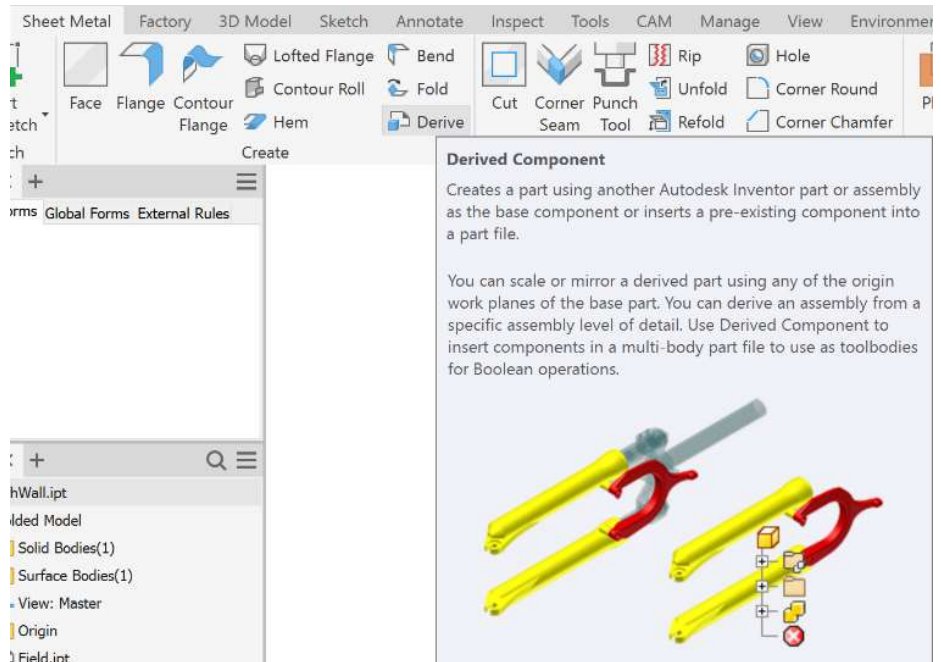 Sheet Metal Factory 3D Model Sketch Annotate Inspect Tools CAM Manage View
Face
Flange
Contour
Flange
Lofted Flange
Contour Roll
Hem
Bend
Fold
Derive
Create
Cut
Corner
Seam
Punch
Tool
Rip
Unfold
Refold
Hole
Corner Round
Corner Chamfer
Global Forms External Rules
Derived Component
Creates a part using another Autodesk Inventor part or assembly
as the base component or inserts a pre-existing component into
a part file.
You can scale or mirror a derived part using any of the origin
work planes of the base part. You can derive an assembly from a
specific assembly level of detail. Use Derived Component to
insert components in a multi-body part file to use as toolbodies
for Boolean operations.
hWall.ipt
lded Model
Solid Bodies(1)
Surface Bodies(1)
View: Master
Origin
Field.ipt